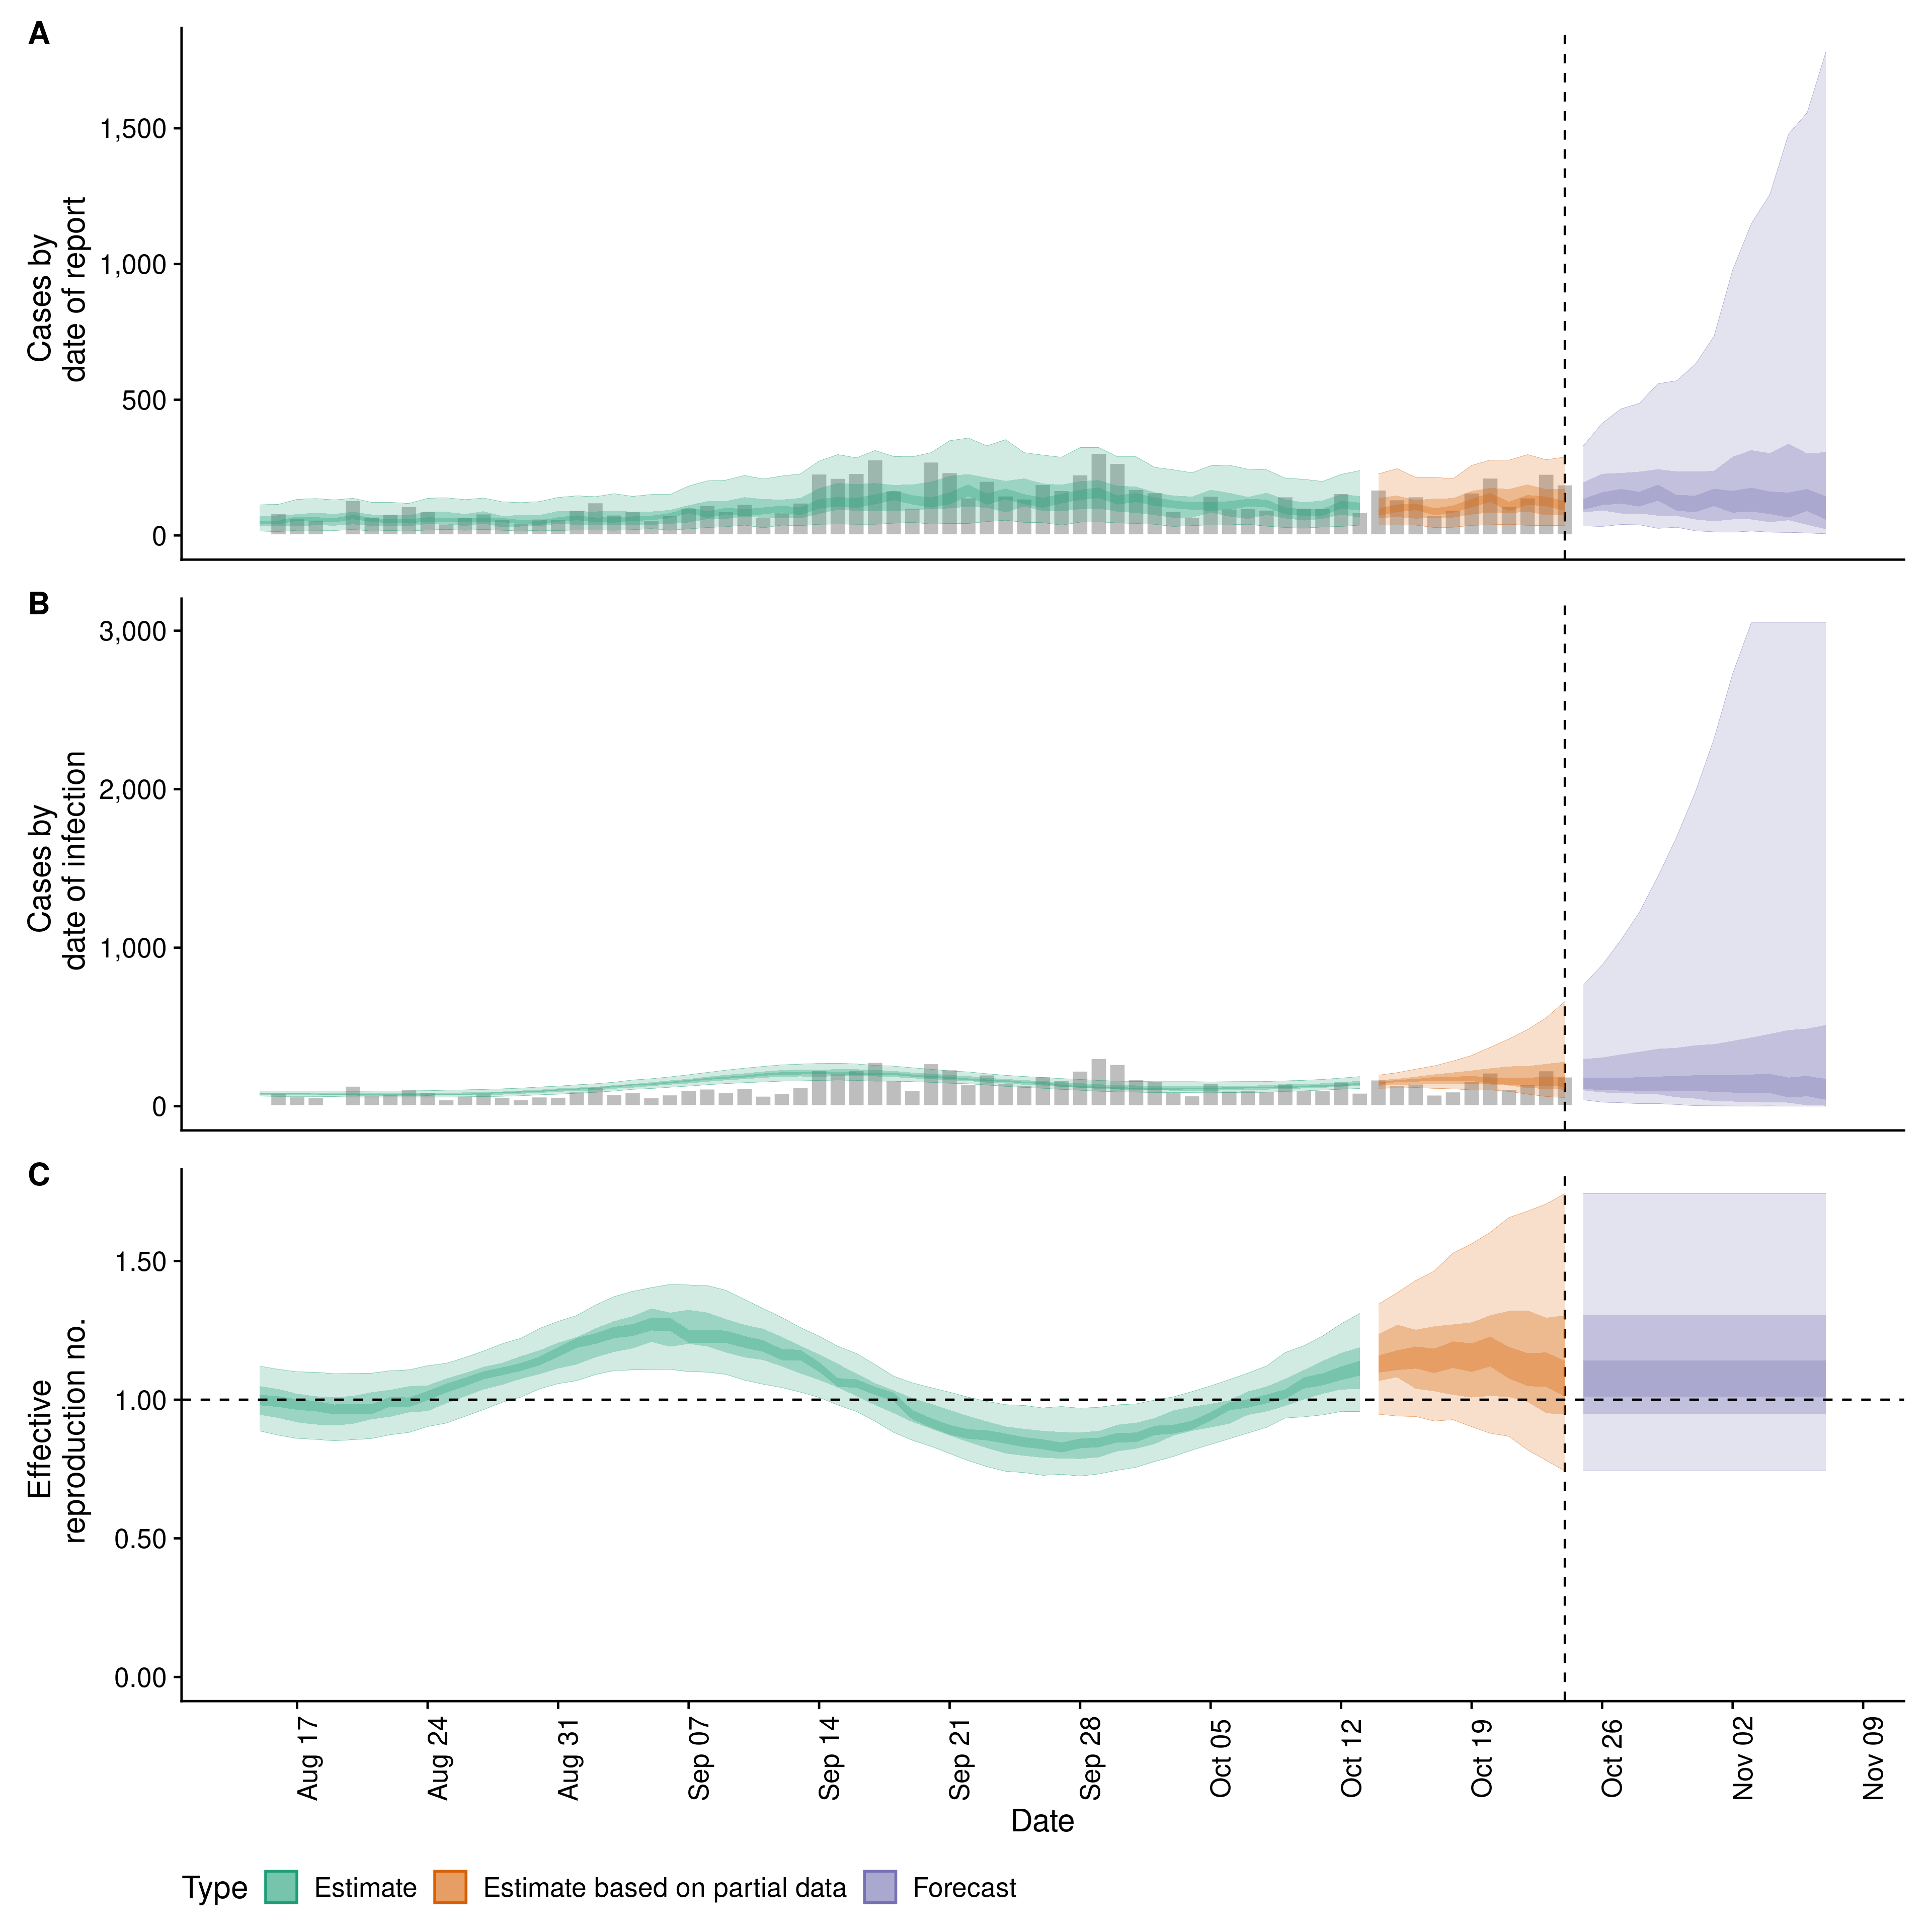 A
Cases by
date of report
1,500
1,000
500
0
B
Cases by
date of infection
3,000
2,000
1,000
0
C
Effective
reproduction no.
1.50
1.00
0.50
0.00
Aug 17
Aug 24
Aug 31
Sep 07
Sep 14
Sep 21
Sep 28
Oct 05
Oct 12
Oct 19
Oct 26
Nov 02
Nov 09
Date
Type
Estimate
Estimate based on partial data
Forecast